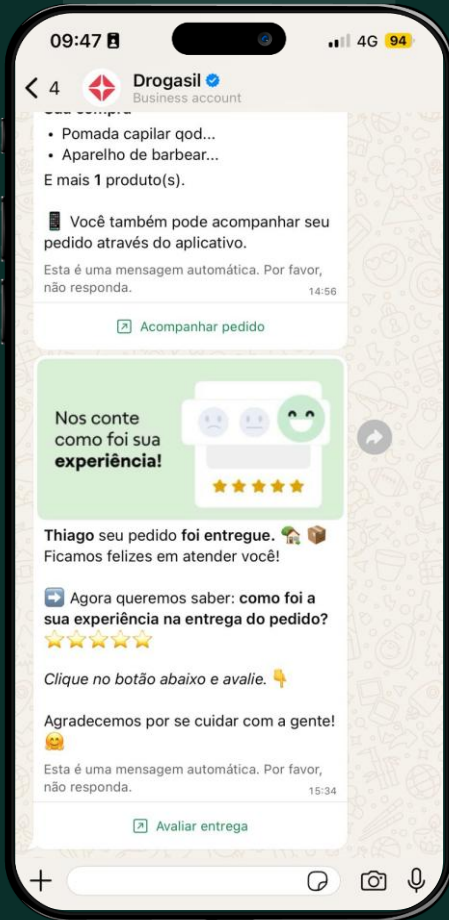 09:47
4G 94
4
Drogasil
Business account
Sua compra
• Pomada capilar qod...
• Aparelho de barbear...
E mais 1 produto(s).
Você também pode acompanhar seu
pedido através do aplicativo.
Esta é uma mensagem automática. Por favor,
não responda.
14:56
Acompanhar pedido
Nos conte
como foi sua
experiência!
Thiago seu pedido foi entregue. 🏡 📦
Ficamos felizes em atender você!
➡️ Agora queremos saber: como foi a
sua experiência na entrega do pedido?
⭐⭐⭐⭐⭐
Clique no botão abaixo e avalie. 👇
Agradecemos por se cuidar com a gente!
🤗
Esta é uma mensagem automática. Por favor,
não responda.
15:34
Avaliar entrega